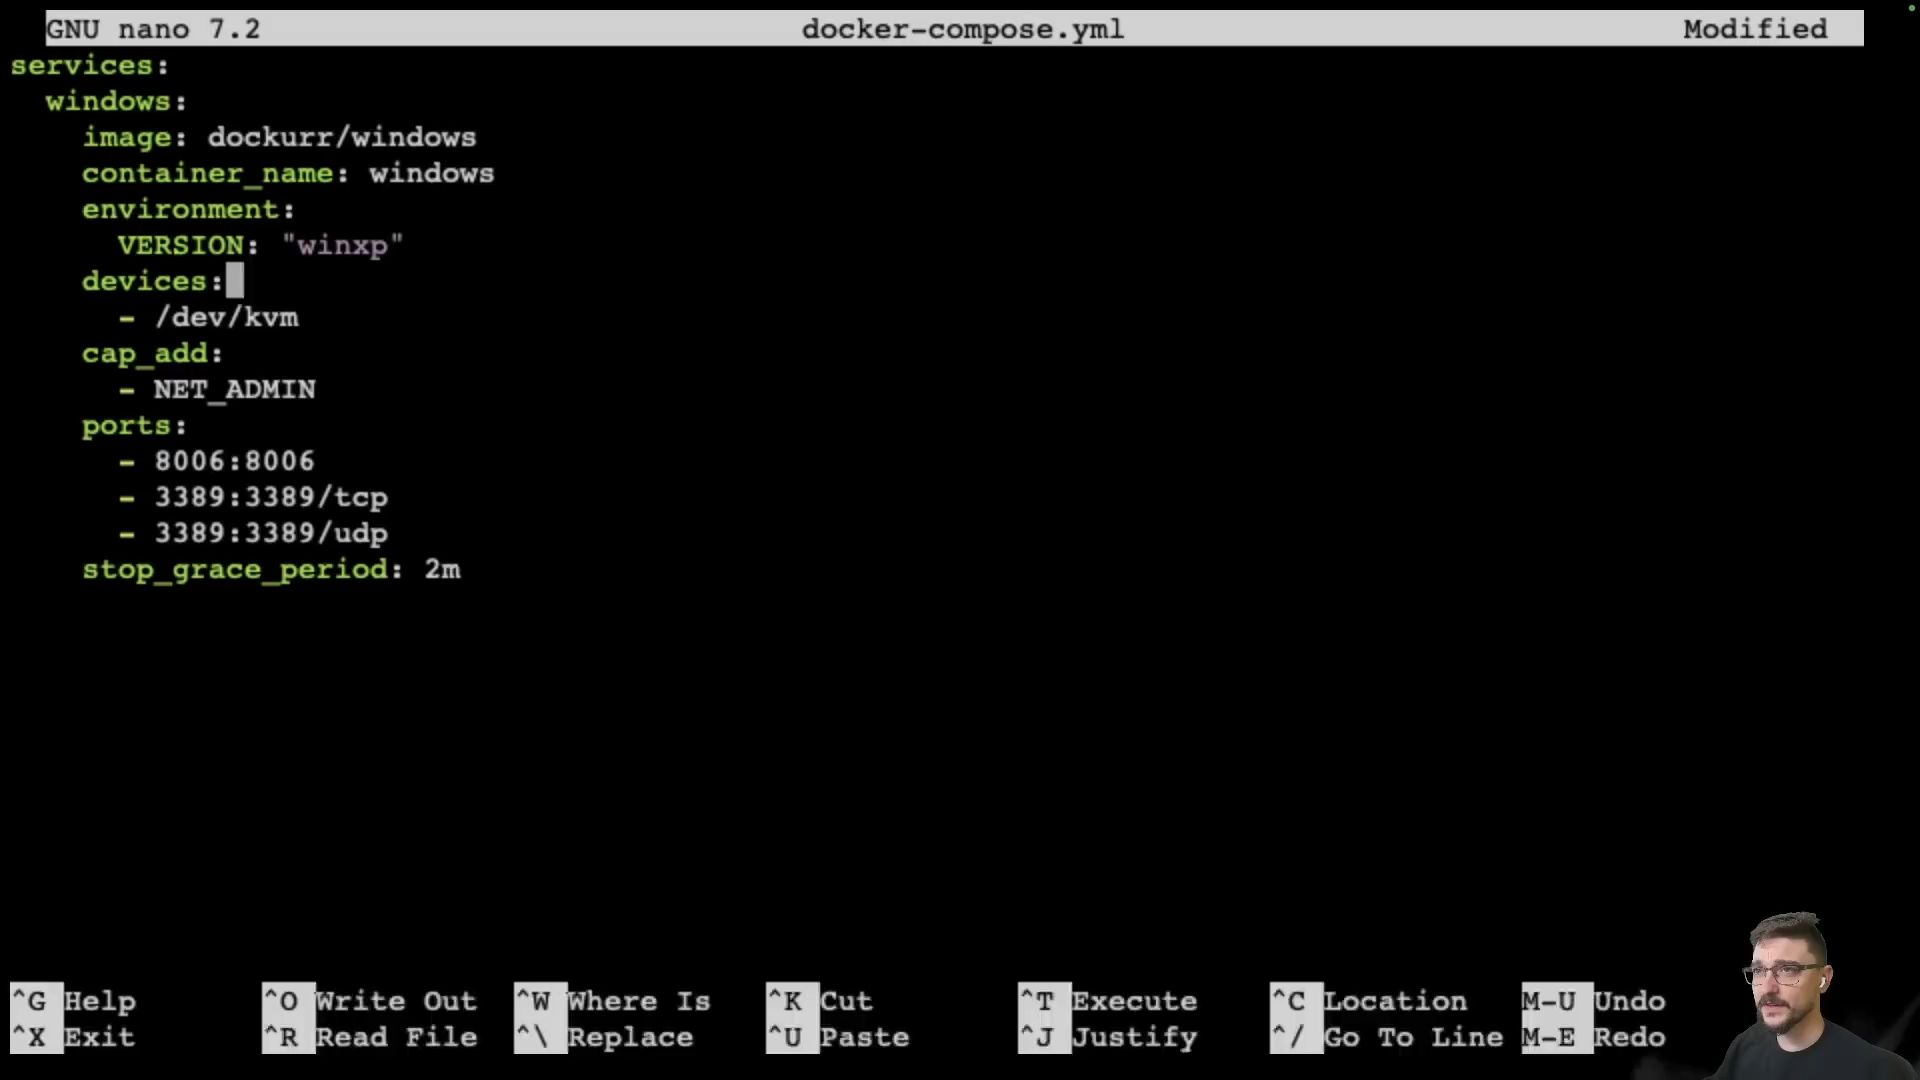 GNU nano 7.2 docker-compose.yml Modified
services:
windows:
image: dockurr/windows
container_name: windows
environment:
VERSION: "winxp"
devices:
- /dev/kvm
cap_add:
- NET_ADMIN
ports:
- 8006:8006
- 3389:3389/tcp
- 3389:3389/udp
stop_grace_period: 2m
^G Help ^O Write Out ^W Where Is ^K Cut ^T Execute ^C Location M-U Undo
^X Exit ^R Read File ^\ Replace ^U Paste ^J Justify ^/ Go To Line M-E Redo